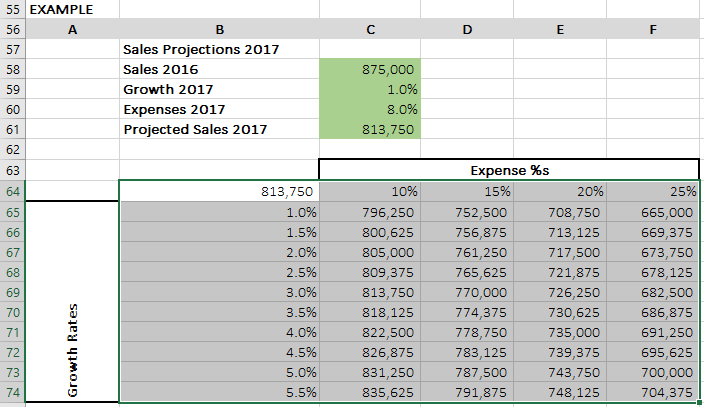 55 EXAMPLE
56 A B C D E F
57 Sales Projections 2017
58 Sales 2016 875,000
59 Growth 2017 1.0%
60 Expenses 2017 8.0%
61 Projected Sales 2017 813,750
62
63 Expense %s
64 813,750 10% 15% 20% 25%
65 1.0% 796,250 752,500 708,750 665,000
66 1.5% 800,625 756,875 713,125 669,375
67 2.0% 805,000 761,250 717,500 673,750
68 2.5% 809,375 765,625 721,875 678,125
69 3.0% 813,750 770,000 726,250 682,500
70 3.5% 818,125 774,375 730,625 686,875
71 4.0% 822,500 778,750 735,000 691,250
72 4.5% 826,875 783,125 739,375 695,625
73 5.0% 831,250 787,500 743,750 700,000
74 5.5% 835,625 791,875 748,125 704,375
Growth Rates